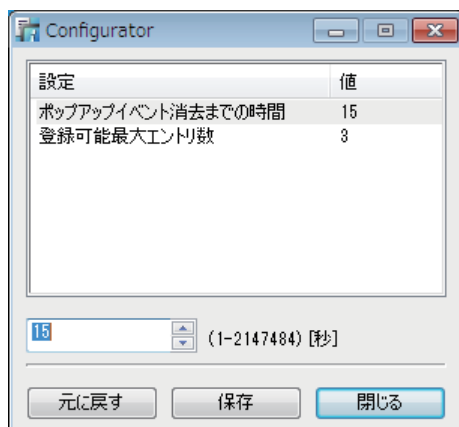 Configurator
設定 値
ポップアップイベント消去までの時間 15
登録可能最大エントリ数 3
15 (1-2147484) [秒]
元に戻す 保存 閉じる